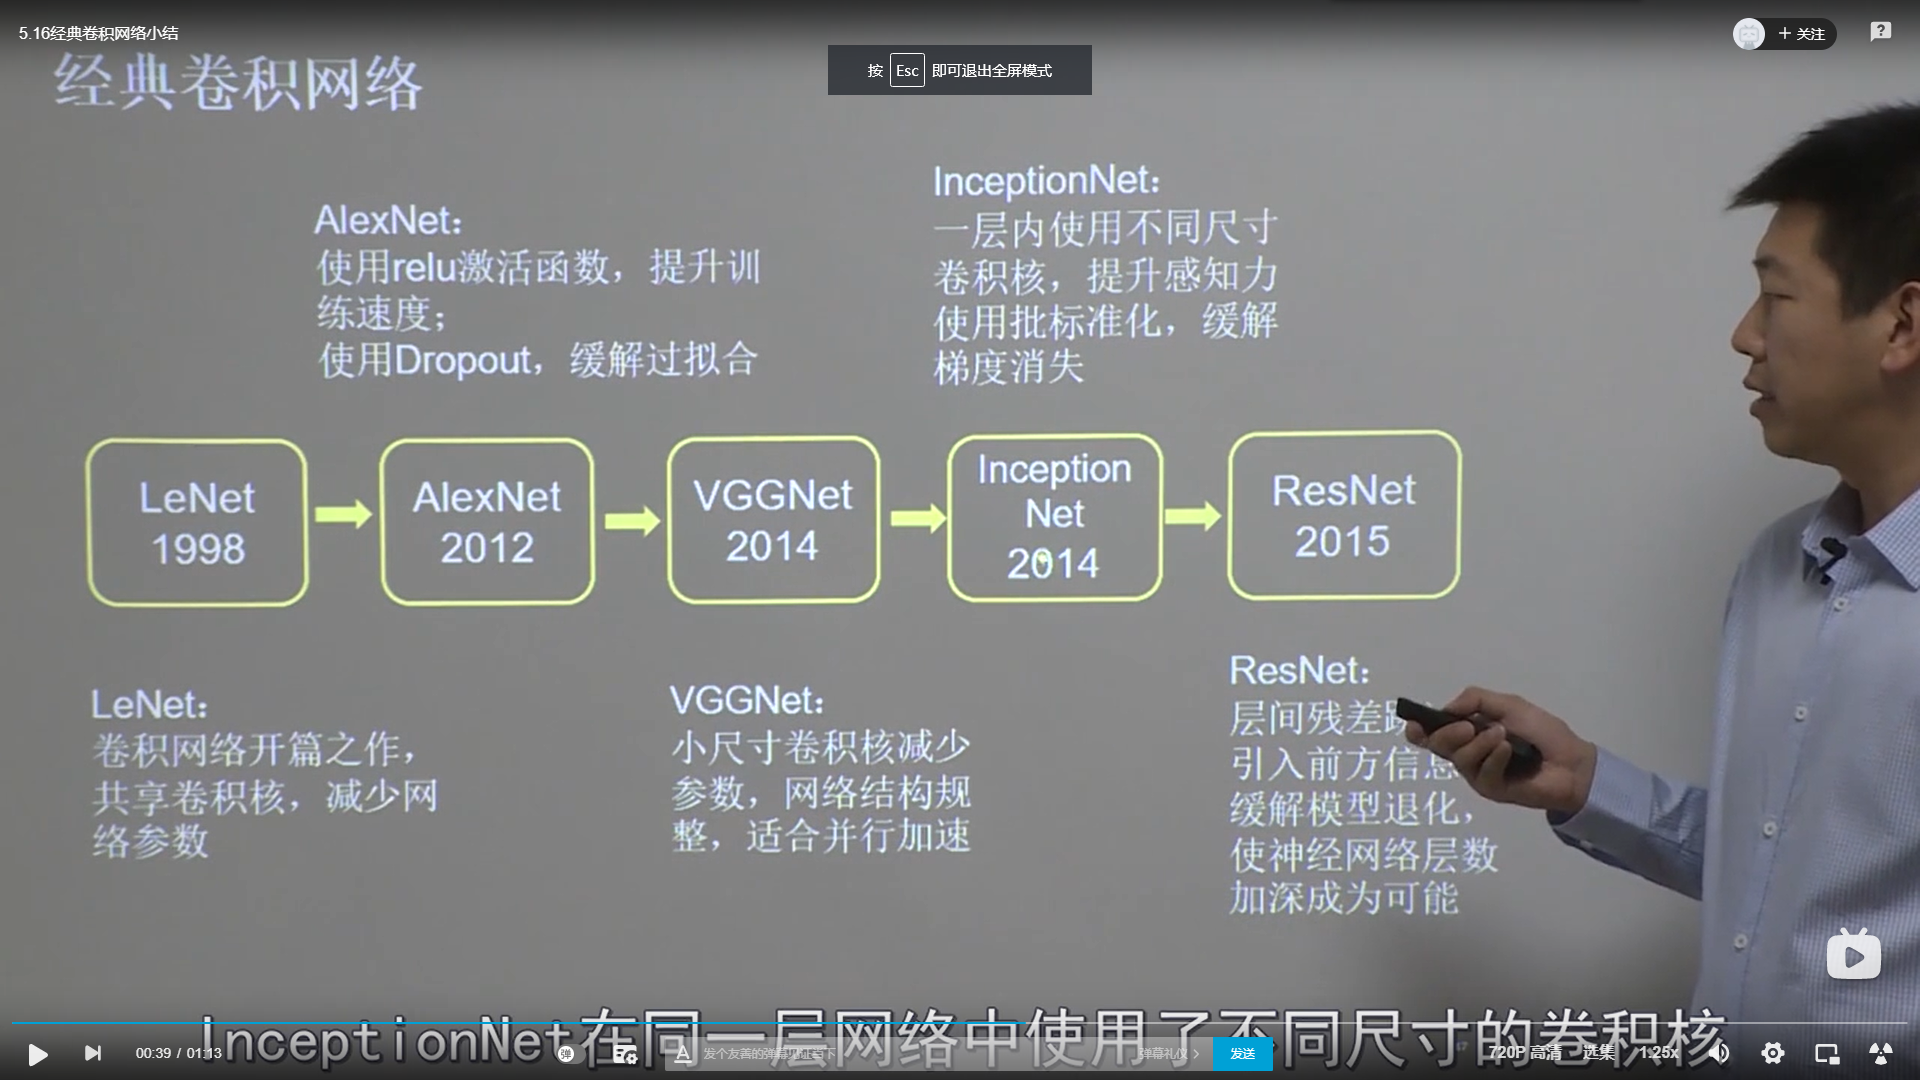 5.16经典卷积网络小结
+ 关注
按 Esc 即可退出全屏模式
经典卷积网络
AlexNet：
使用relu激活函数，提升训
练速度；
使用Dropout，缓解过拟合
InceptionNet：
一层内使用不同尺寸
卷积核，提升感知力
使用批标准化，缓解
梯度消失
LeNet
1998
AlexNet
2012
VGGNet
2014
Inception
Net
2014
ResNet
2015
LeNet：
卷积网络开篇之作，
共享卷积核，减少网
络参数
VGGNet：
小尺寸卷积核减少
参数，网络结构规
整，适合并行加速
ResNet：
层间残差
引入前方信息
缓解模型退化，
使神经网络层数
加深成为可能
InceptionNet在同一层网络中使用了不同尺寸的卷积核
00:39 / 01:13
弹
发个友善的弹幕见证当下
弹幕礼仪
发送
720P 高清
选集
1.25x